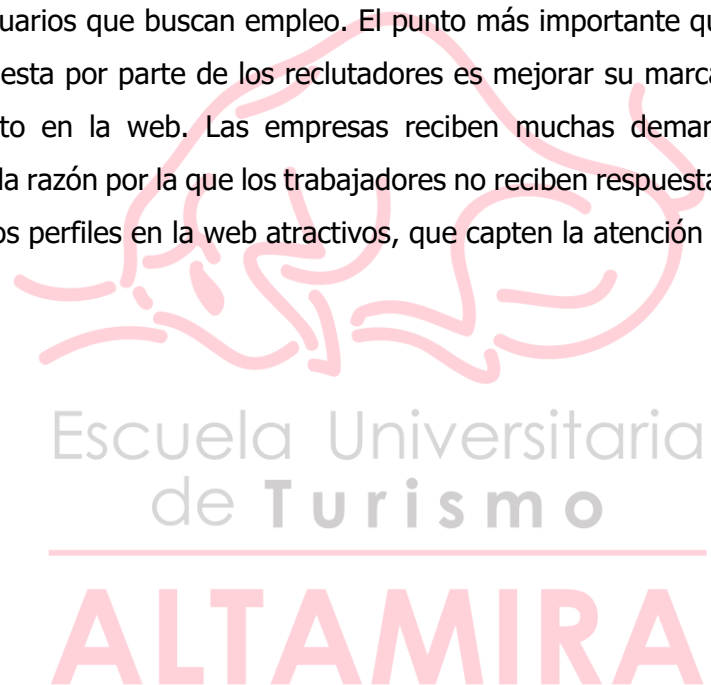 uarios que buscan empleo. El punto más importante qu
esta por parte de los reclutadores es mejorar su marca
to en la web. Las empresas reciben muchas deman
la razón por la que los trabajadores no reciben respuesta
os perfiles en la web atractivos, que capten la atención
Escuela Universitaria
de Turismo
ALTAMIRA